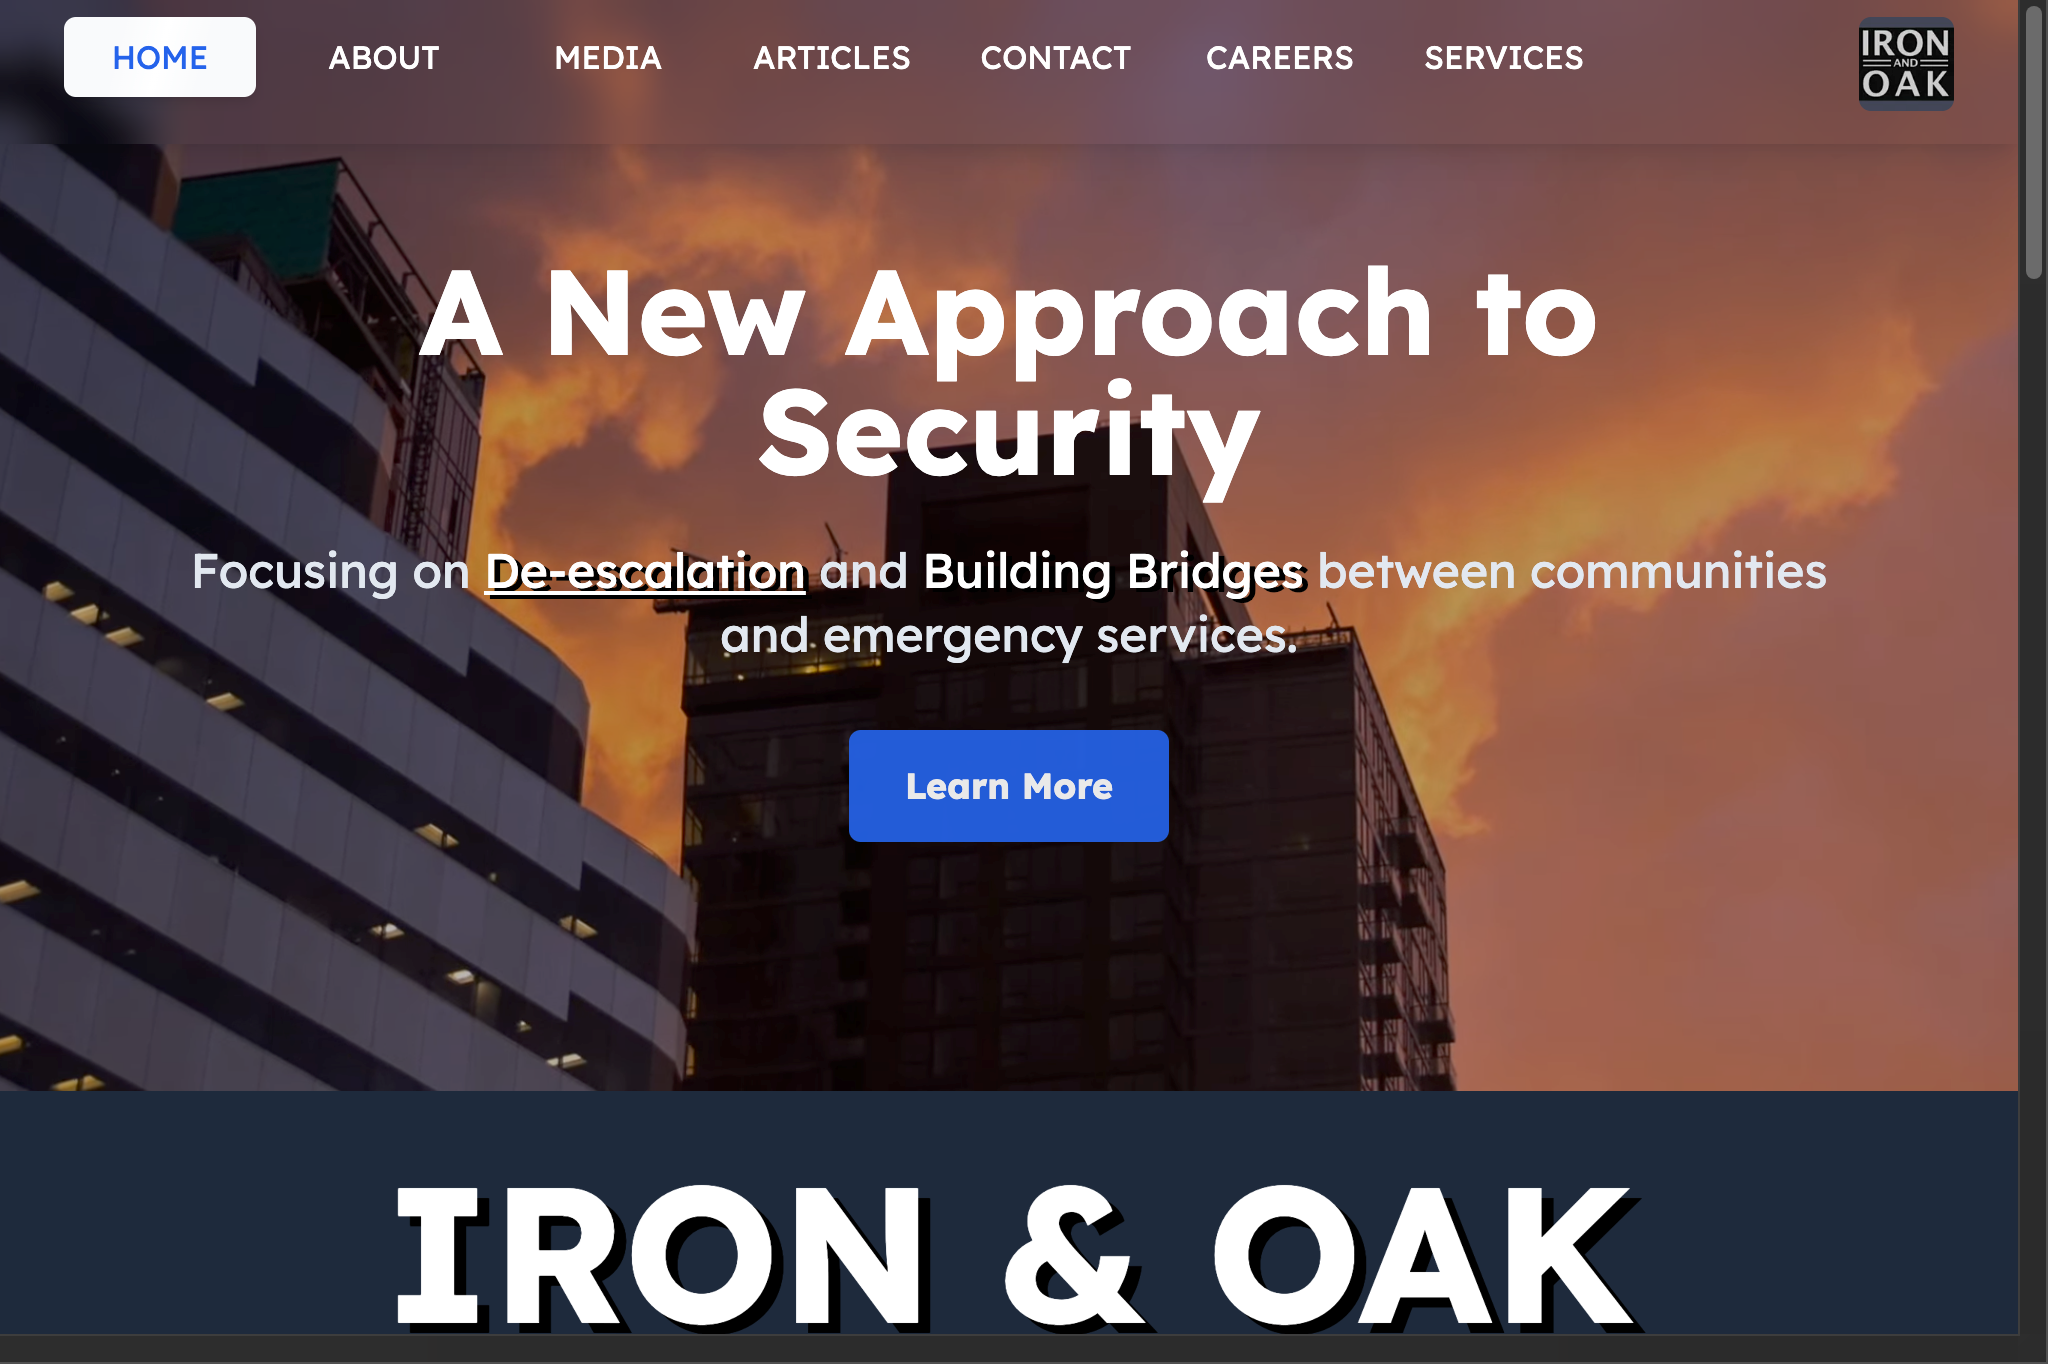 HOME ABOUT MEDIA ARTICLES CONTACT CAREERS SERVICES
IRON
AND
OAK
A New Approach to
Security
Focusing on De-escalation and Building Bridges between communities
and emergency services.
Learn More
IRON & OAK